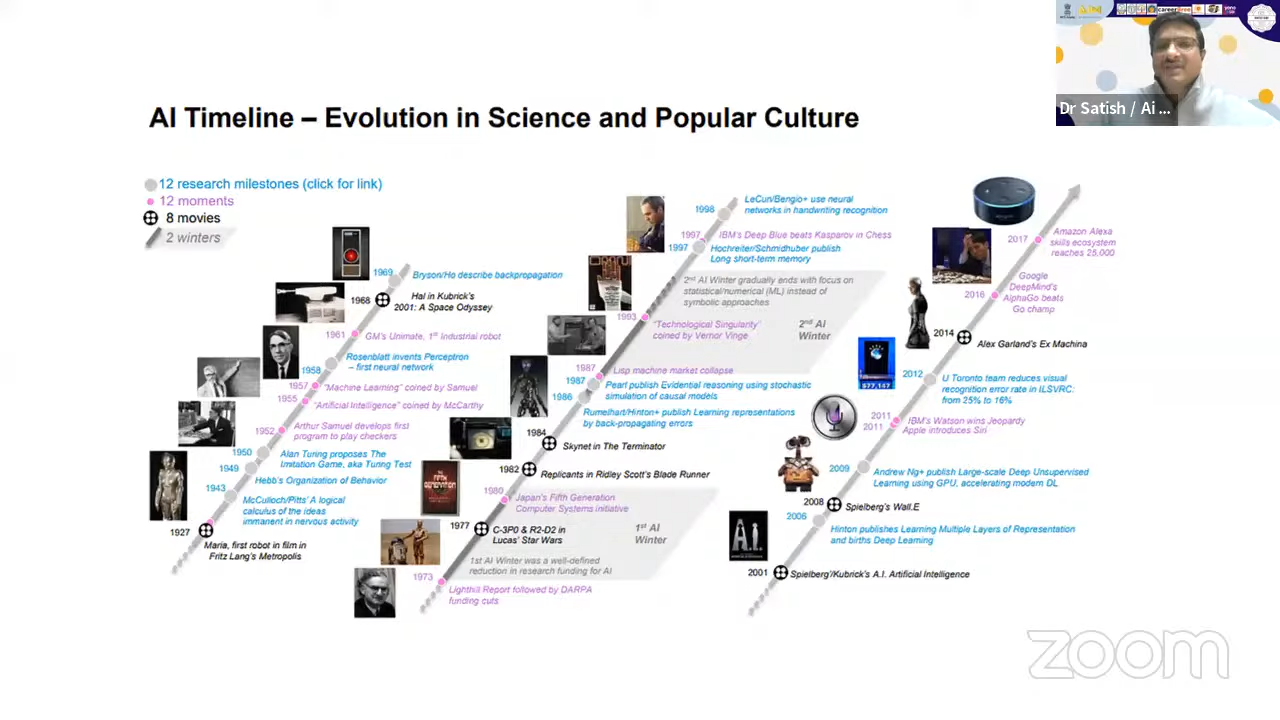 AI Timeline – Evolution in Science and Popular Culture
12 research milestones (click for link)
12 moments
8 movies
2 winters
1969
Bryson/Ho describe backpropagation
1968
Hal in Kubrick's
2001: A Space Odyssey
1961
GM's Unimate, 1st Industrial robot
1958
Rosenblatt invents Perceptron
– first neural network
1957
"Machine Learning" coined by Samuel
1955
"Artificial Intelligence" coined by McCarthy
1952
Arthur Samuel develops first
program to play checkers
1950
Alan Turing proposes The
Imitation Game, aka Turing Test
1949
Hebb's Organization of Behavior
1943
McCulloch/Pitts' A logical
calculus of the ideas
immanent in nervous activity
1927
Maria, first robot in film in
Fritz Lang's Metropolis
1998
LeCun/Bengio+ use neural
networks in handwriting recognition
1997
IBM's Deep Blue beats Kasparov in Chess
1997
Hochreiter/Schmidhuber publish
Long short-term memory
2nd AI Winter gradually ends with focus on
statistical/numerical (ML) instead of
symbolic approaches
1993
"Technological Singularity"
coined by Vernor Vinge
2nd AI
Winter
1987
Lisp machine market collapse
1987
Pearl publish Evidential reasoning using stochastic
simulation of causal models
1986
Rumelhart/Hinton+ publish Learning representations
by back-propagating errors
1984
Skynet in The Terminator
1982
Replicants in Ridley Scott's Blade Runner
THE FIFTH
GENERATION
1980
Japan's Fifth Generation
Computer Systems initiative
1977
C-3P0 & R2-D2 in
Lucas' Star Wars
1st AI
Winter
1st AI Winter was a well-defined
reduction in research funding for AI
1973
Lighthill Report followed by DARPA
funding cuts
2017
Amazon Alexa
skills ecosystem
reaches 25,000
2016
Google
DeepMind's
AlphaGo beats
Go champ
2014
Alex Garland's Ex Machina
$77,147
2012
U Toronto team reduces visual
recognition error rate in ILSVRC:
from 25% to 16%
2011
IBM's Watson wins Jeopardy
2011
Apple introduces Siri
2009
Andrew Ng+ publish Large-scale Deep Unsupervised
Learning using GPU, accelerating modern DL
2008
Spielberg's Wall.E
2006
Hinton publishes Learning Multiple Layers of Representation
and births Deep Learning
A.I.
2001
Spielberg'/Kubrick's A.I. Artificial Intelligence
Dr Satish / Ai ...
zoom